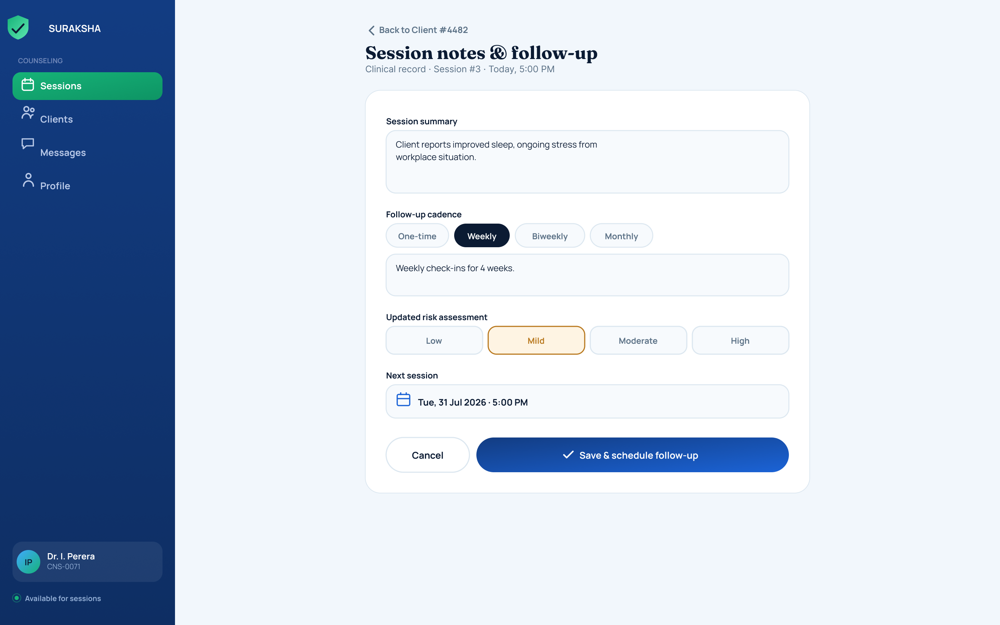 SURAKSHA
COUNSELING
Sessions
Clients
Messages
Profile
Dr. I. Perera
IP
CNS-0071
Available for sessions
Back to Client #4482
Session notes & follow-up
Clinical record · Session #3 · Today, 5:00 PM
Session summary
Client reports improved sleep, ongoing stress from
workplace situation.
Follow-up cadence
One-time
Weekly
Biweekly
Monthly
Weekly check-ins for 4 weeks.
Updated risk assessment
Low
Mild
Moderate
High
Next session
Tue, 31 Jul 2026 · 5:00 PM
Cancel
Save & schedule follow-up